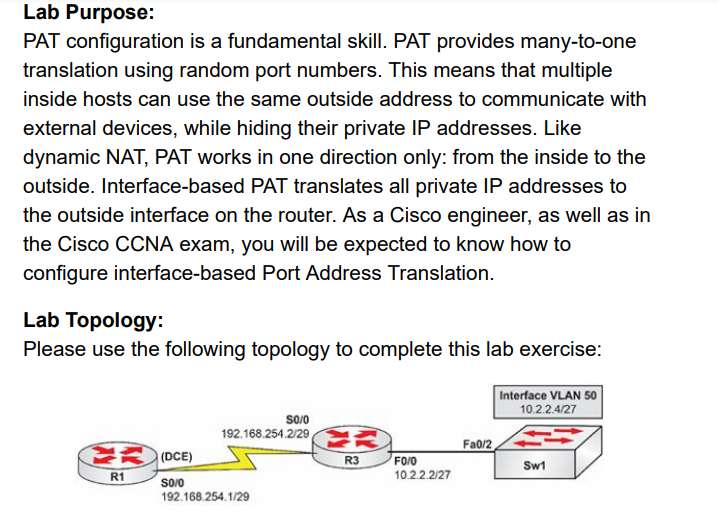 Lab Purpose:
PAT configuration is a fundamental skill. PAT provides many-to-one
translation using random port numbers. This means that multiple
inside hosts can use the same outside address to communicate with
external devices, while hiding their private IP addresses. Like
dynamic NAT, PAT works in one direction only: from the inside to the
outside. Interface-based PAT translates all private IP addresses to
the outside interface on the router. As a Cisco engineer, as well as in
the Cisco CCNA exam, you will be expected to know how to
configure interface-based Port Address Translation.
Lab Topology:
Please use the following topology to complete this lab exercise:
Interface VLAN 50
10.2.2.4/27
S0/0
192.168.254.2/29
Fa0/2
(DCE)
R1
S0/0
192.168.254.1/29
R3
F0/0
10.2.2.2/27
Sw1